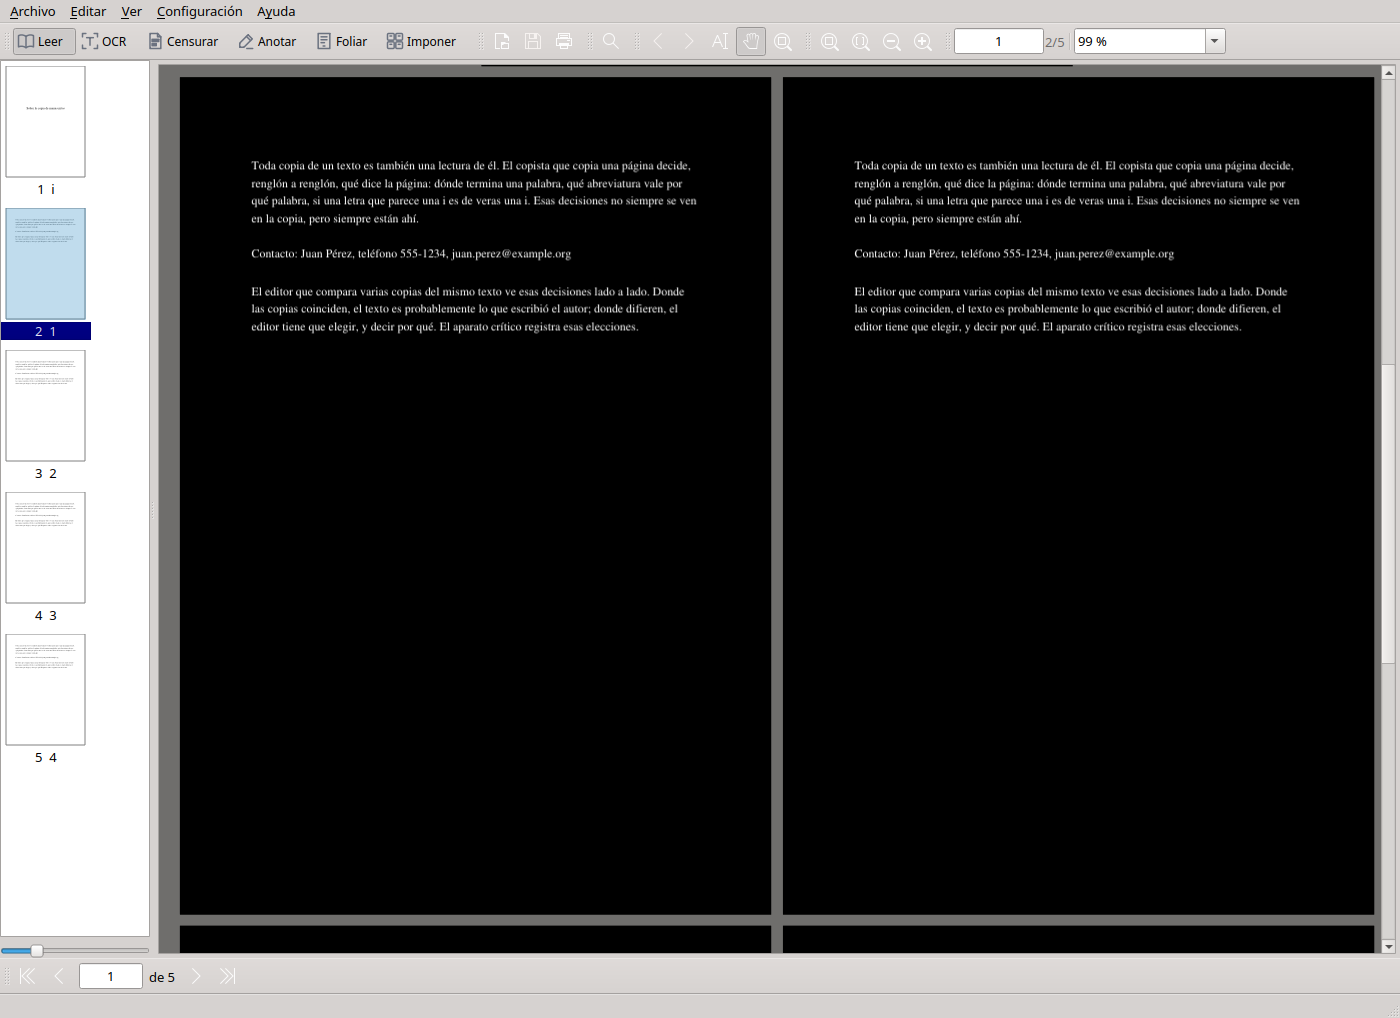 Archivo Editar Ver Configuración Ayuda
Leer OCR Censurar Anotar Foliar Imponer 1 2/5 99 %
1 i
2 1
3 2
4 3
5 4
Toda copia de un texto es también una lectura de él. El copista que copia una página decide,
renglón a renglón, qué dice la página: dónde termina una palabra, qué abreviatura vale por
qué palabra, si una letra que parece una i es de veras una i. Esas decisiones no siempre se ven
en la copia, pero siempre están ahí.
Contacto: Juan Pérez, teléfono 555-1234, juan.perez@example.org
El editor que compara varias copias del mismo texto ve esas decisiones lado a lado. Donde
las copias coinciden, el texto es probablemente lo que escribió el autor; donde difieren, el
editor tiene que elegir, y decir por qué. El aparato crítico registra esas elecciones.
Toda copia de un texto es también una lectura de él. El copista que copia una página decide,
renglón a renglón, qué dice la página: dónde termina una palabra, qué abreviatura vale por
qué palabra, si una letra que parece una i es de veras una i. Esas decisiones no siempre se ven
en la copia, pero siempre están ahí.
Contacto: Juan Pérez, teléfono 555-1234, juan.perez@example.org
El editor que compara varias copias del mismo texto ve esas decisiones lado a lado. Donde
las copias coinciden, el texto es probablemente lo que escribió el autor; donde difieren, el
editor tiene que elegir, y decir por qué. El aparato crítico registra esas elecciones.
1 de 5